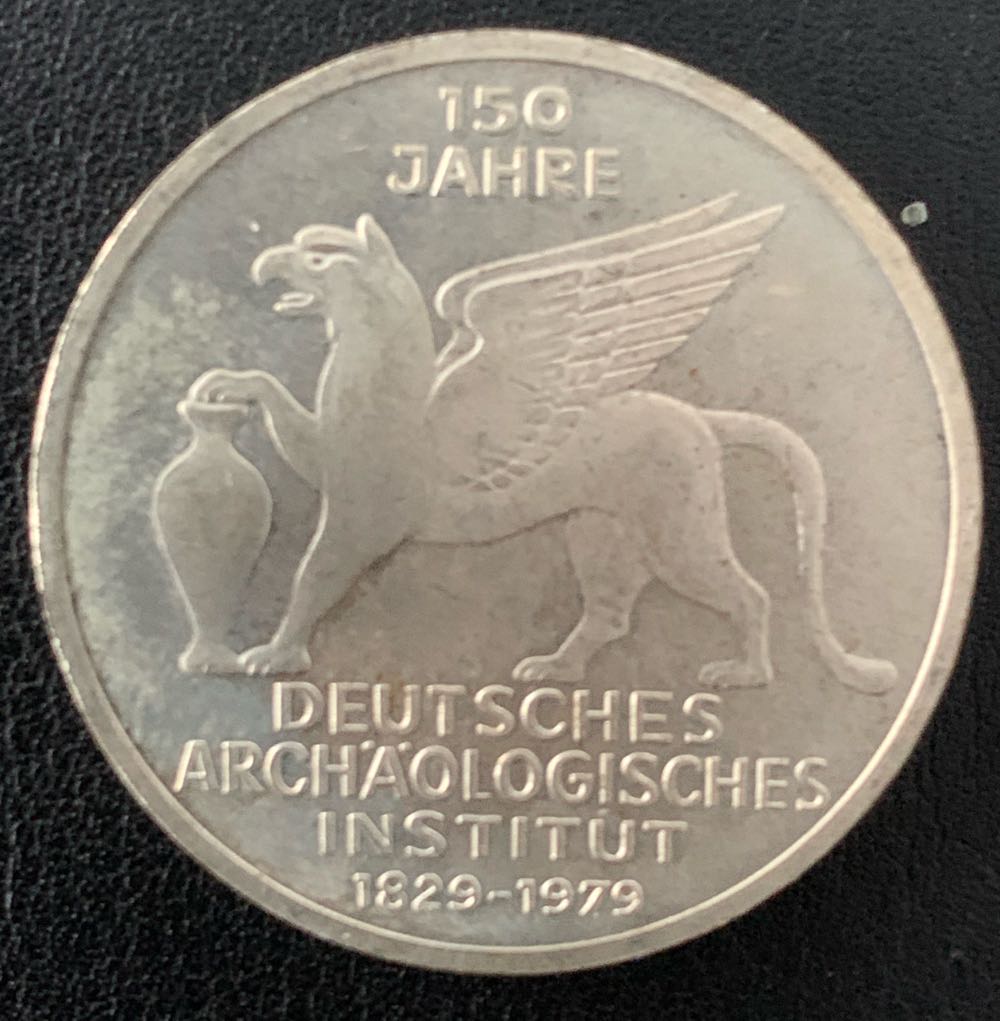 150
JAHRE
DEUTSCHES
ARCHÄOLOGISCHES
INSTITUT
1829-1979